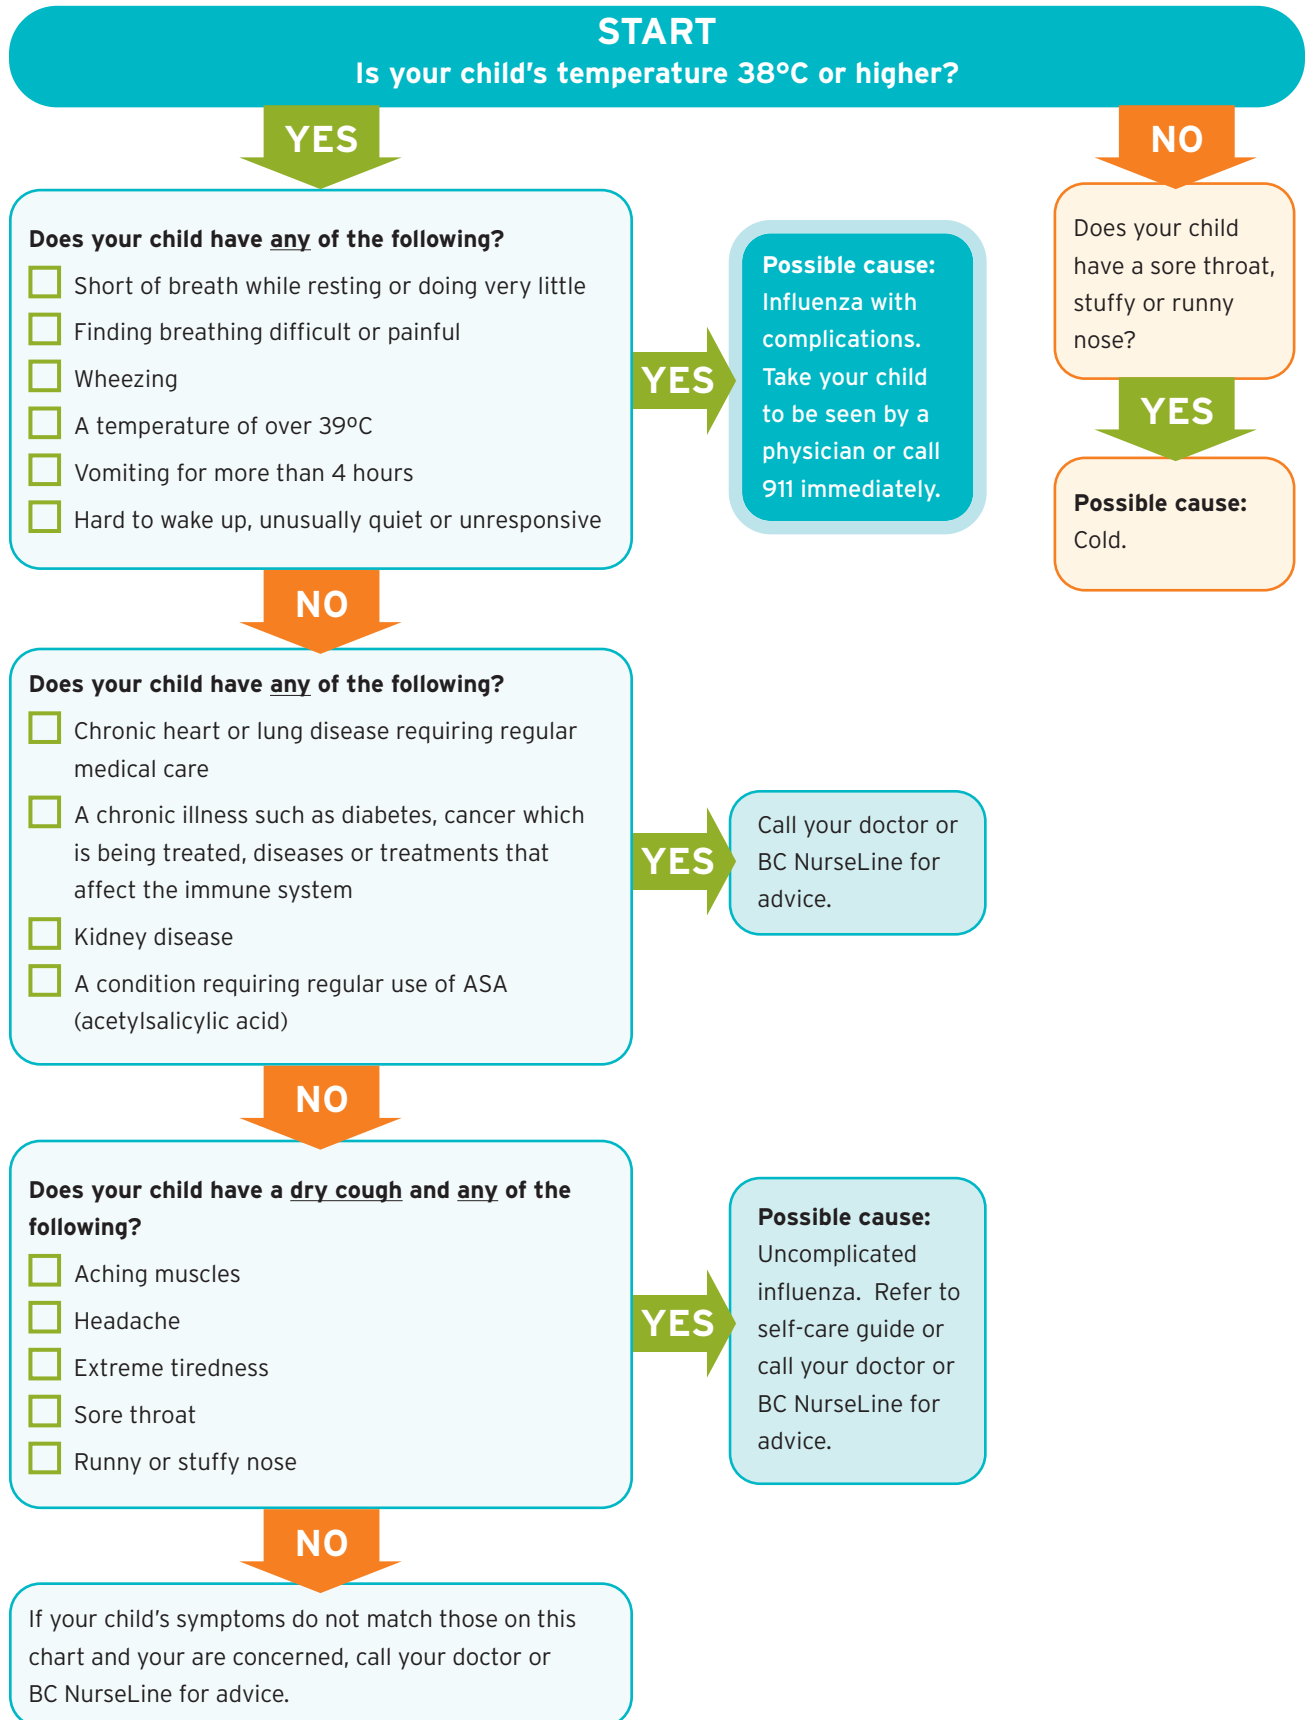 START
Is your child's temperature 38°C or higher?
YES
NO
Does your child have any of the following?
Short of breath while resting or doing very little
Finding breathing difficult or painful
Wheezing
A temperature of over 39ºC
Vomiting for more than 4 hours
Hard to wake up, unusually quiet or unresponsive
YES
Possible cause:
Influenza with
complications.
Take your child
to be seen by a
physician or call
911 immediately.
Does your child
have a sore throat,
stuffy or runny
nose?
YES
Possible cause:
Cold.
NO
Does your child have any of the following?
Chronic heart or lung disease requiring regular
medical care
A chronic illness such as diabetes, cancer which
is being treated, diseases or treatments that
affect the immune system
Kidney disease
A condition requiring regular use of ASA
(acetylsalicylic acid)
YES
Call your doctor or
BC NurseLine for
advice.
NO
Does your child have a dry cough and any of the
following?
Aching muscles
Headache
Extreme tiredness
Sore throat
Runny or stuffy nose
YES
Possible cause:
Uncomplicated
influenza. Refer to
self-care guide or
call your doctor or
BC NurseLine for
advice.
NO
If your child's symptoms do not match those on this
chart and your are concerned, call your doctor or
BC NurseLine for advice.